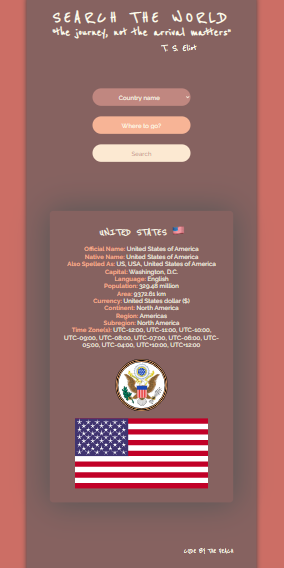 SEARCH THE WORLD
"the journey, not the arrival matters"
T. S. Eliot
Country name
Where to go?
Search
UNITED STATES
Official Name: United States of America
Native Name: United States of America
Also Spelled As: US, USA, United States of America
Capital: Washington, D.C.
Language: English
Population: 329.48 million
Area: 9372.61 km
Currency: United States dollar ($)
Continent: North America
Region: Americas
Subregion: North America
Time Zone(s): UTC-12:00, UTC-11:00, UTC-10:00,
UTC-09:00, UTC-08:00, UTC-07:00, UTC-06:00, UTC-
05:00, UTC-04:00, UTC+10:00, UTC+12:00
CODE BY THE BEACH